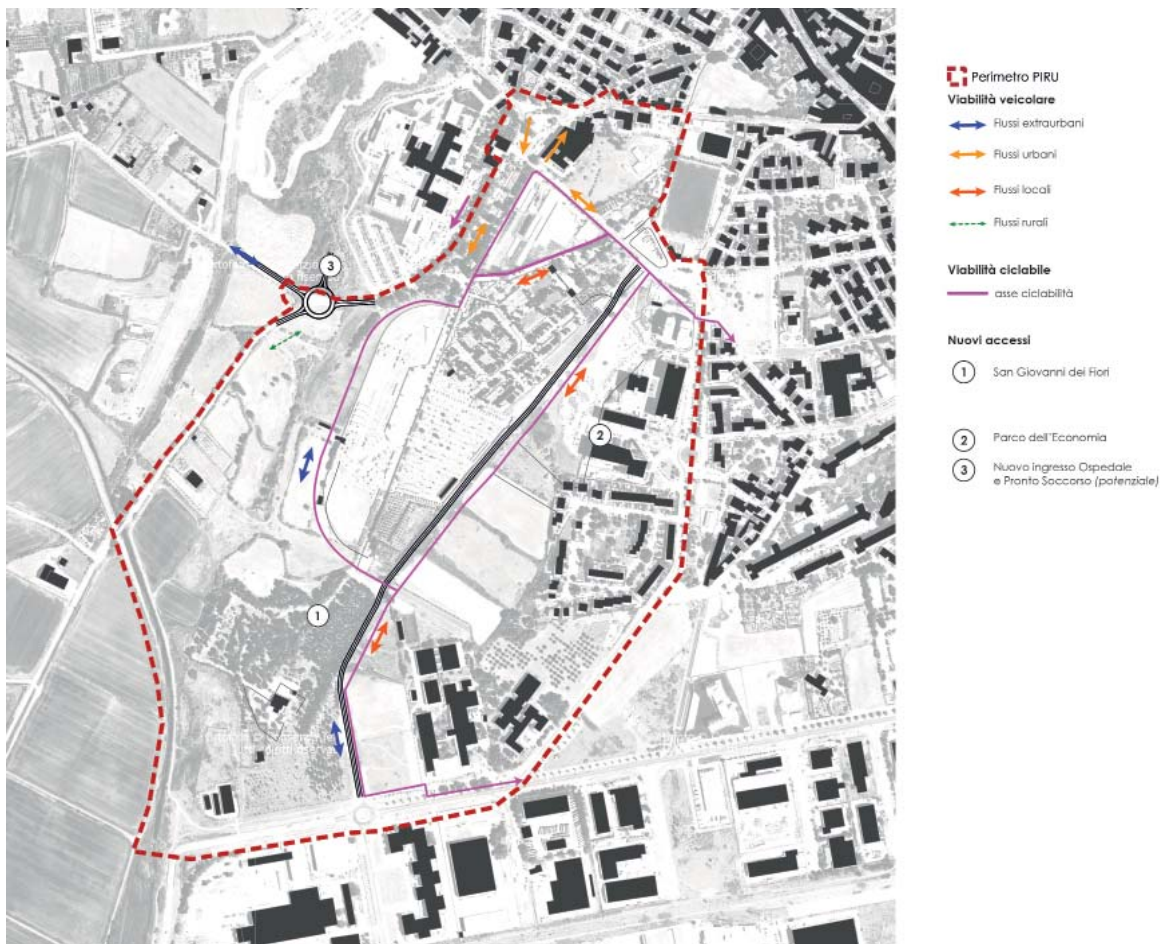 Perimetro PIRU
Viabilità veicolare
Flussi extraurbani
Flussi urbani
Flussi locali
Flussi rurali
Viabilità ciclabile
asse ciclabilità
Nuovi accessi
1 San Giovanni dei Fiori
2 Parco dell'Economia
3 Nuovo ingresso Ospedale
e Pronto Soccorso (potenziale)
3
2
1